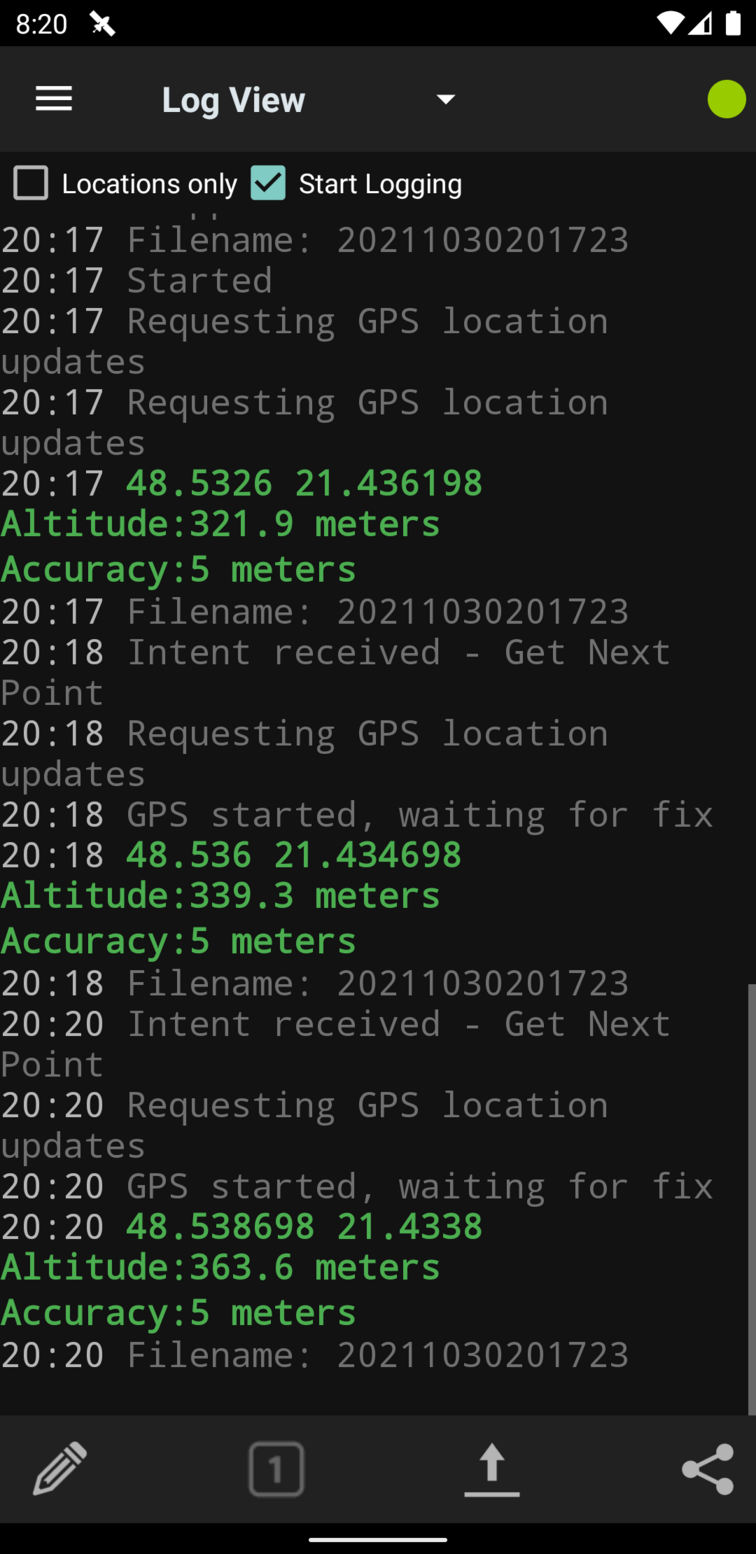 8:20
Log View
Locations only Start Logging
20:17 Filename: 20211030201723
20:17 Started
20:17 Requesting GPS location
updates
20:17 Requesting GPS location
updates
20:17 48.5326 21.436198
Altitude:321.9 meters
Accuracy:5 meters
20:17 Filename: 20211030201723
20:18 Intent received - Get Next
Point
20:18 Requesting GPS location
updates
20:18 GPS started, waiting for fix
20:18 48.536 21.434698
Altitude:339.3 meters
Accuracy:5 meters
20:18 Filename: 20211030201723
20:20 Intent received - Get Next
Point
20:20 Requesting GPS location
updates
20:20 GPS started, waiting for fix
20:20 48.538698 21.4338
Altitude:363.6 meters
Accuracy:5 meters
20:20 Filename: 20211030201723
1